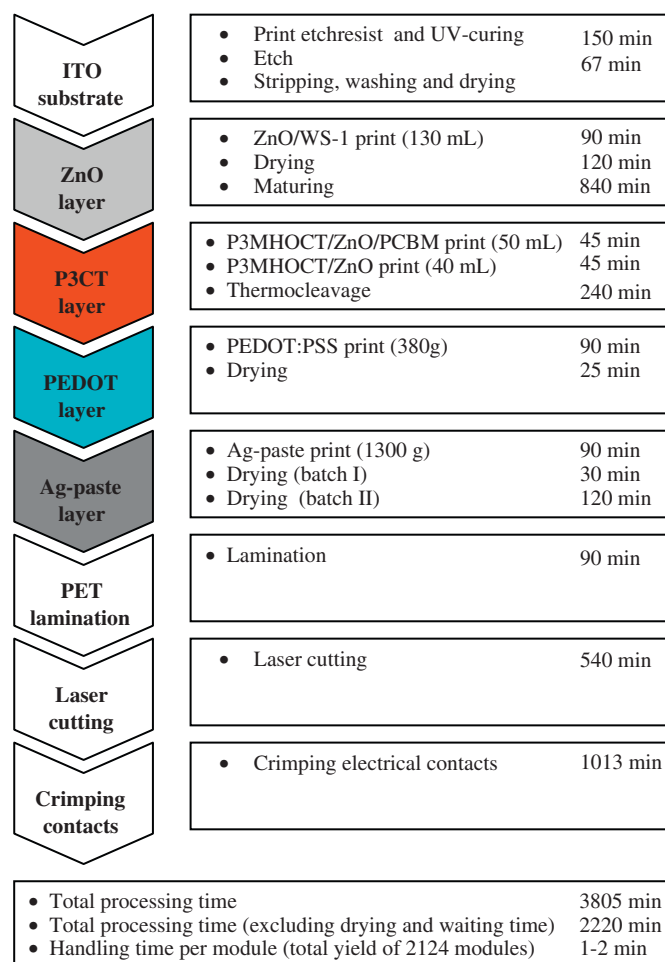 ITO
substrate
• Print etchresist and UV-curing 150 min
• Etch 67 min
• Stripping, washing and drying
ZnO
layer
• ZnO/WS-1 print (130 mL) 90 min
• Drying 120 min
• Maturing 840 min
P3CT
layer
• P3MHOCT/ZnO/PCBM print (50 mL) 45 min
• P3MHOCT/ZnO print (40 mL) 45 min
• Thermocleavage 240 min
PEDOT
layer
• PEDOT:PSS print (380g) 90 min
• Drying 25 min
Ag-paste
layer
• Ag-paste print (1300 g) 90 min
• Drying (batch I) 30 min
• Drying (batch II) 120 min
PET
lamination
• Lamination 90 min
Laser
cutting
• Laser cutting 540 min
Crimping
contacts
• Crimping electrical contacts 1013 min
• Total processing time 3805 min
• Total processing time (excluding drying and waiting time) 2220 min
• Handling time per module (total yield of 2124 modules) 1-2 min